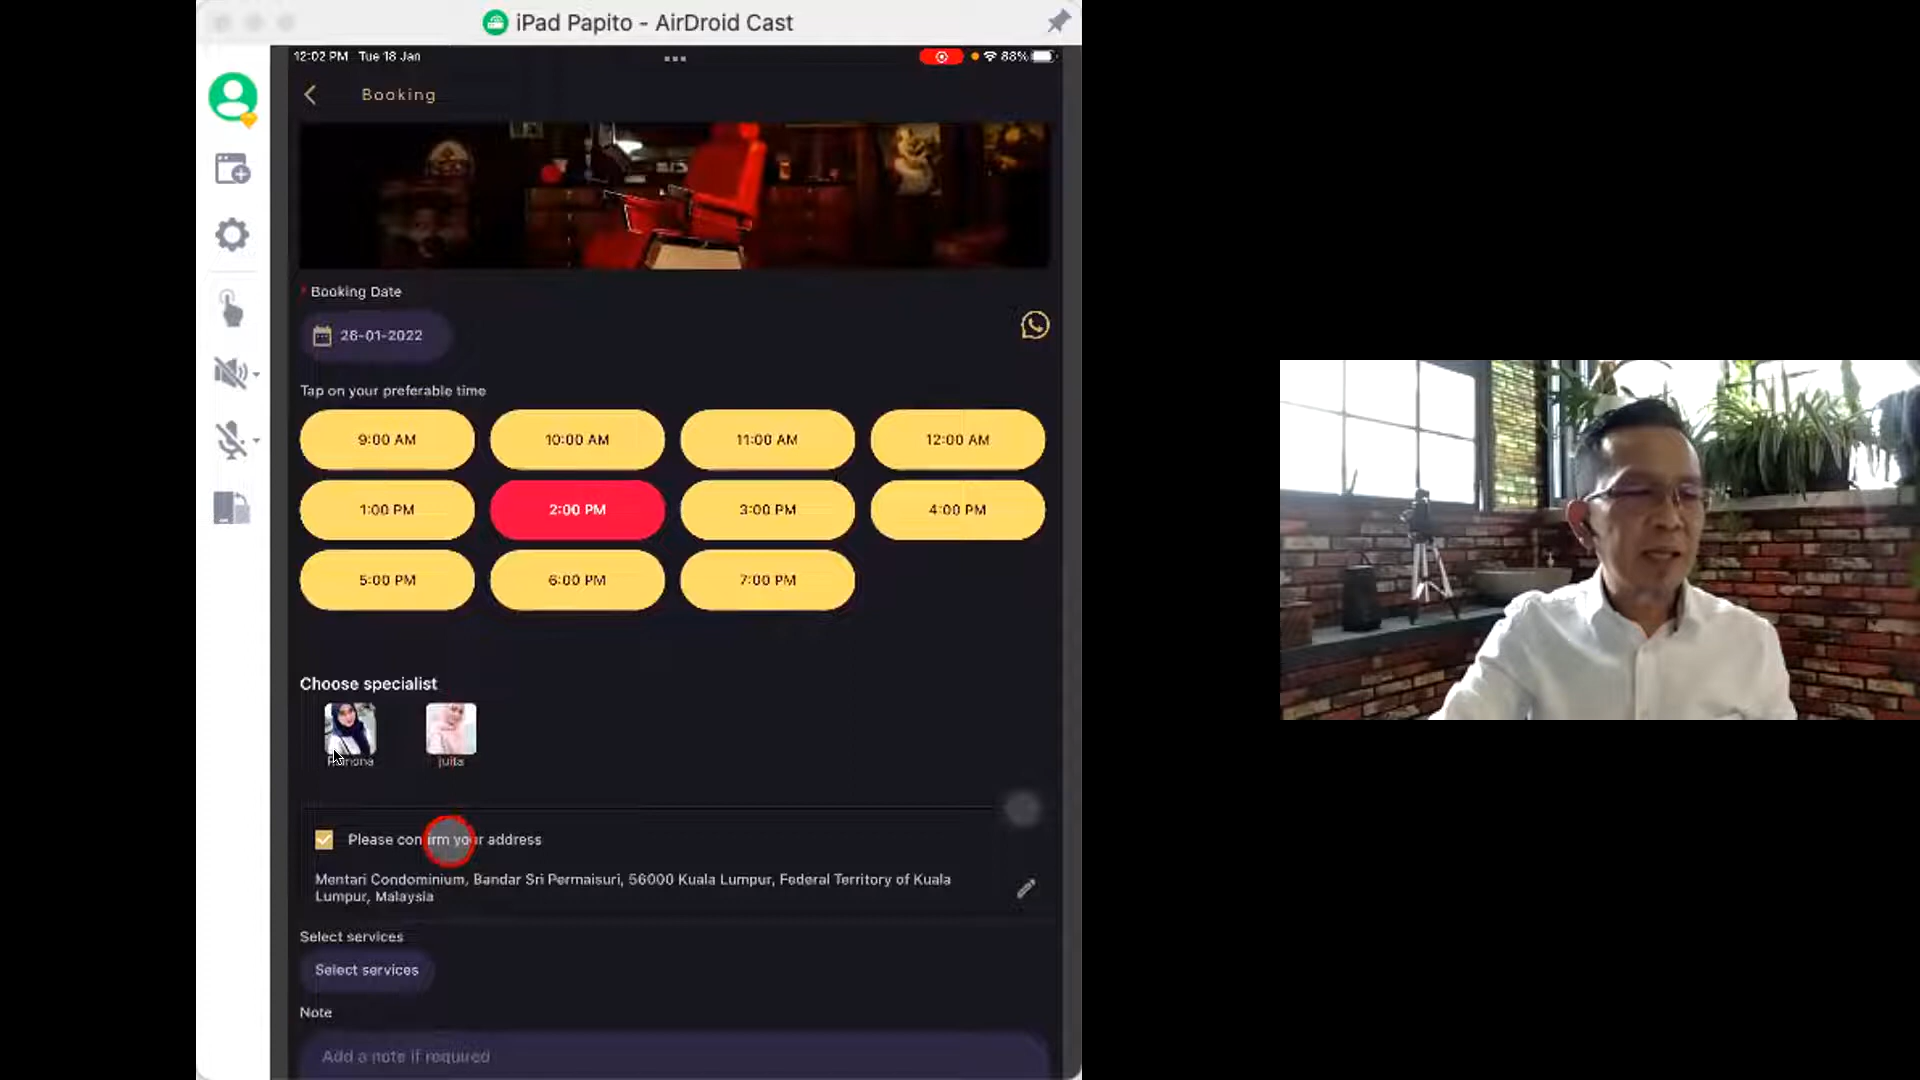 iPad Papito - AirDroid Cast
12:02 PM Tue 18 Jan
88%
Booking
* Booking Date
26-01-2022
Tap on your preferable time
9:00 AM 10:00 AM 11:00 AM 12:00 AM
1:00 PM 2:00 PM 3:00 PM 4:00 PM
5:00 PM 6:00 PM 7:00 PM
Choose specialist
juita
Please confirm your address
Mentari Condominium, Bandar Sri Permaisuri, 56000 Kuala Lumpur, Federal Territory of Kuala
Lumpur, Malaysia
Select services
Select services
Note
Add a note if required